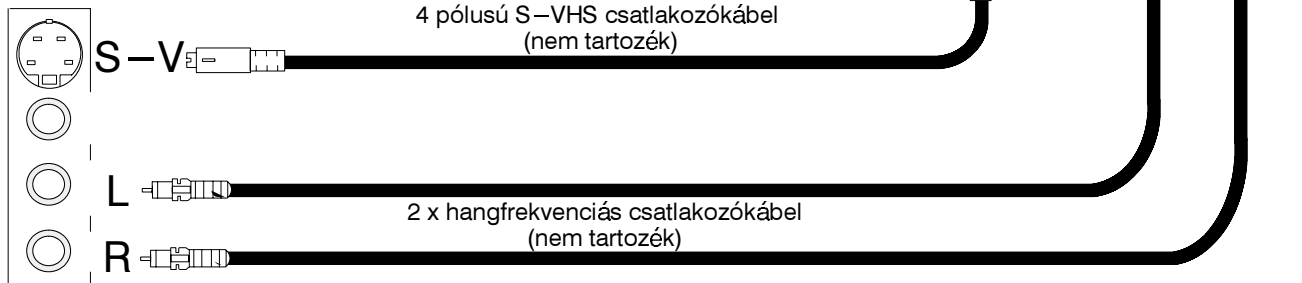 4 pólusú S–VHS csatlakozókábel
(nem tartozék)
S–V
L
2 x hangfrekvenciás csatlakozókábel
(nem tartozék)
R